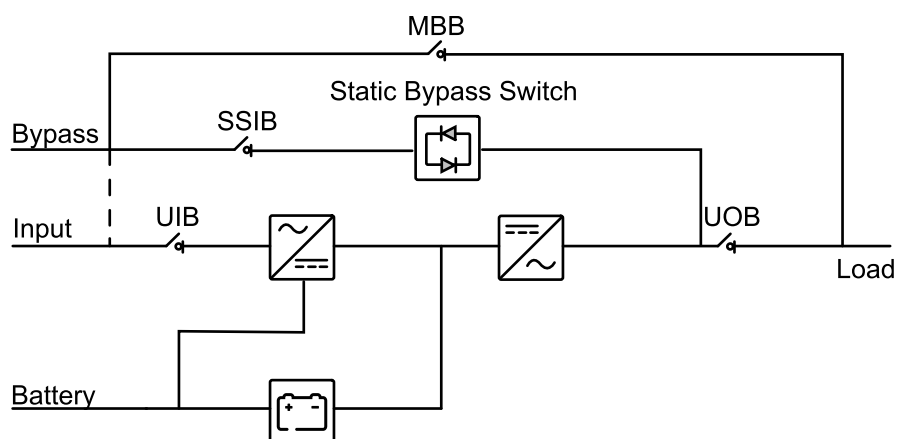 MBB
Static Bypass Switch
SSIB
Bypass
UIB
UOB
Input
Load
Battery